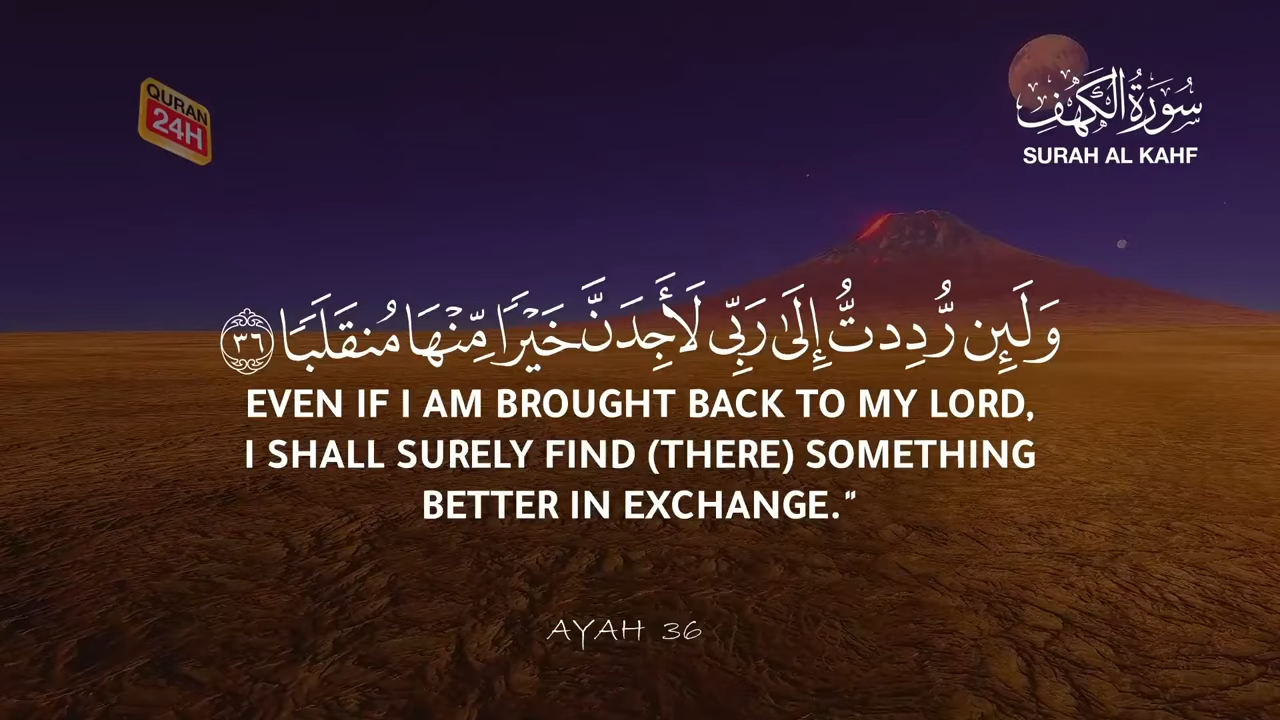 QURAN
24H
سُورَةُ الكَهْفِ
SURAH AL KAHF
وَلَئِن رُّدِدتُّ إِلَىٰ رَبِّي لَأَجِدَنَّ خَيْرًا مِّنْهَا مُنقَلَبًا ٣٦
EVEN IF I AM BROUGHT BACK TO MY LORD,
I SHALL SURELY FIND (THERE) SOMETHING
BETTER IN EXCHANGE."
AYAH 36